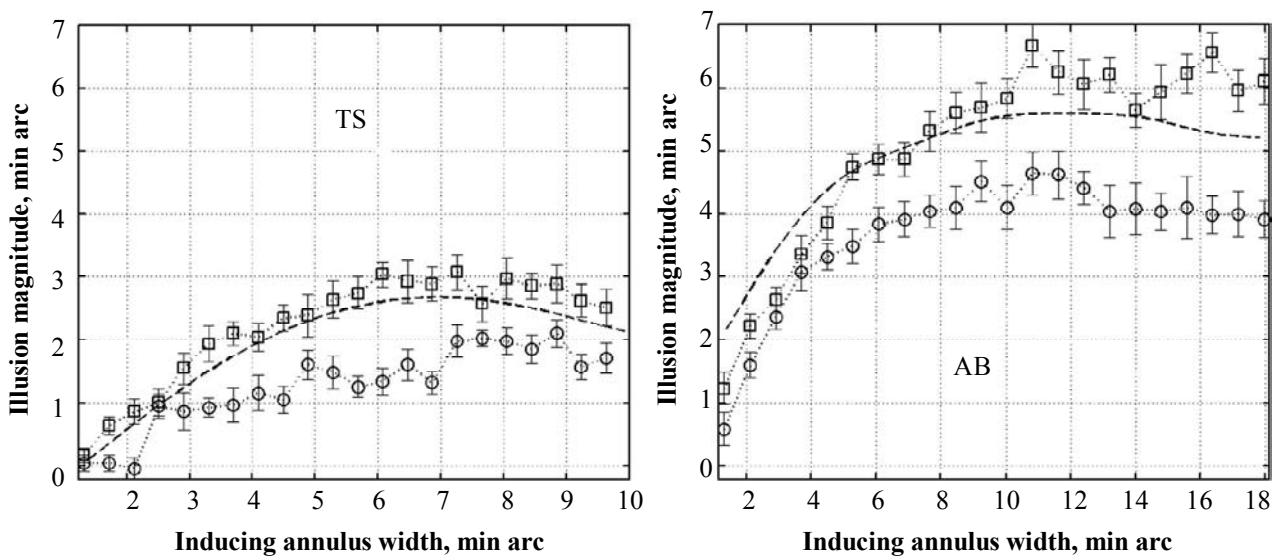 Illusion magnitude, min arc
7
6
5
4
3
2
1
0
TS
2 3 4 5 6 7 8 9 10
Inducing annulus width, min arc
Illusion magnitude, min arc
7
6
5
4
3
2
1
0
AB
2 4 6 8 10 12 14 16 18
Inducing annulus width, min arc